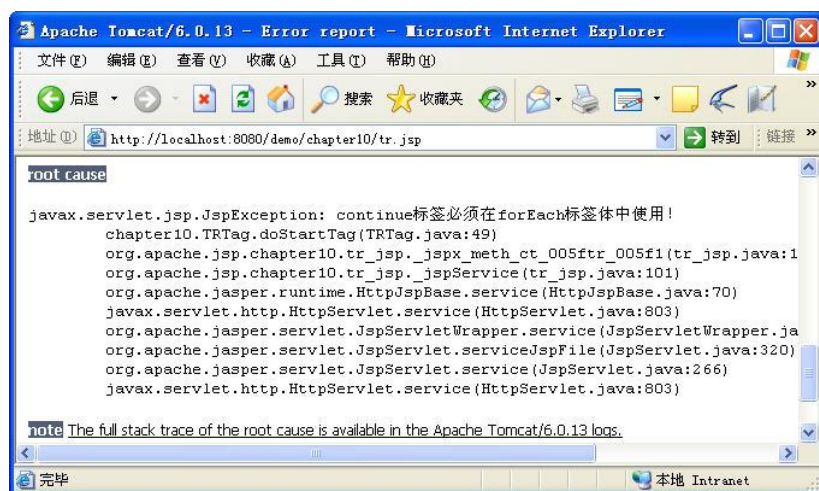 Apache Tomcat/6.0.13 - Error report - Microsoft Internet Explorer
文件(F) 编辑(E) 查看(V) 收藏(A) 工具(T) 帮助(H)
后退 搜索 收藏夹 »
地址(D) http://localhost:8080/demo/chapter10/tr.jsp 转到 链接 »
root cause
javax.servlet.jsp.JspException: continue标签必须在forEach标签体中使用!
chapter10.TRTag.doStartTag(TRTag.java:49)
org.apache.jsp.chapter10.tr_jsp._jspx_meth_ct_005ftr_005f1(tr_jsp.java:1
org.apache.jsp.chapter10.tr_jsp._jspService(tr_jsp.java:101)
org.apache.jasper.runtime.HttpJspBase.service(HttpJspBase.java:70)
javax.servlet.http.HttpServlet.service(HttpServlet.java:803)
org.apache.jasper.servlet.JspServletWrapper.service(JspServletWrapper.ja
org.apache.jasper.servlet.JspServlet.serviceJspFile(JspServlet.java:320)
org.apache.jasper.servlet.JspServlet.service(JspServlet.java:266)
javax.servlet.http.HttpServlet.service(HttpServlet.java:803)
note The full stack trace of the root cause is available in the Apache Tomcat/6.0.13 logs.
完毕 本地 Intranet